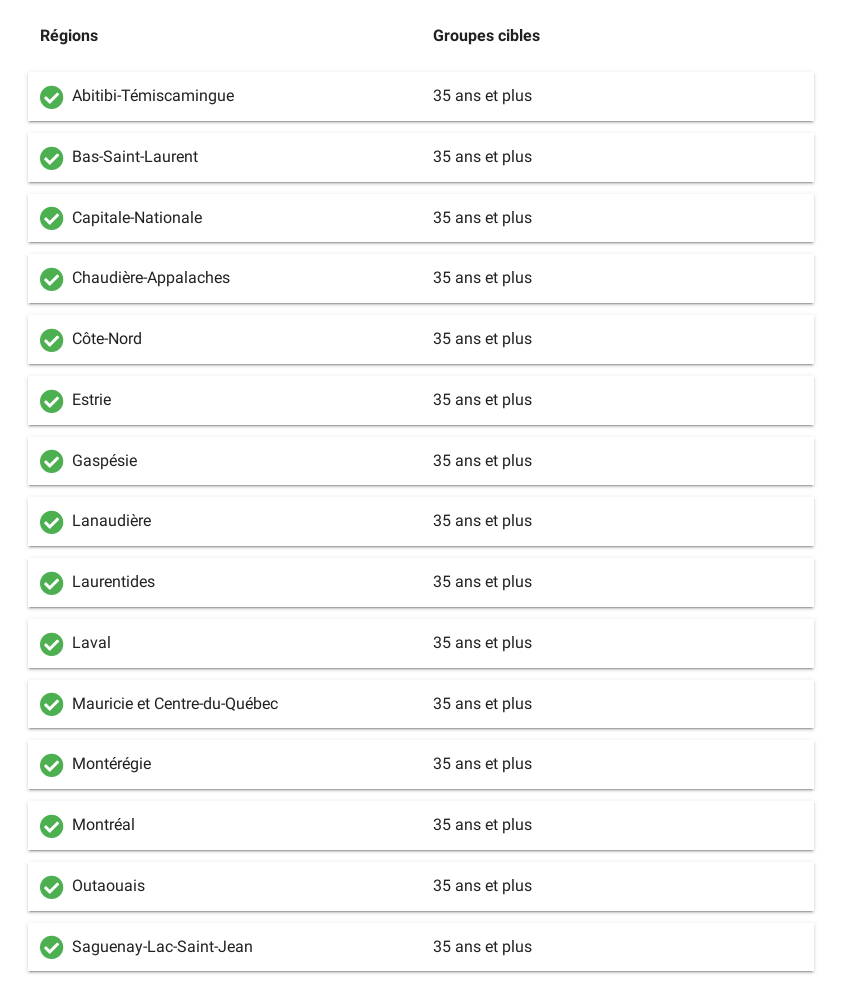 Régions Groupes cibles
Abitibi-Témiscamingue 35 ans et plus
Bas-Saint-Laurent 35 ans et plus
Capitale-Nationale 35 ans et plus
Chaudière-Appalaches 35 ans et plus
Côte-Nord 35 ans et plus
Estrie 35 ans et plus
Gaspésie 35 ans et plus
Lanaudière 35 ans et plus
Laurentides 35 ans et plus
Laval 35 ans et plus
Mauricie et Centre-du-Québec 35 ans et plus
Montérégie 35 ans et plus
Montréal 35 ans et plus
Outaouais 35 ans et plus
Saguenay-Lac-Saint-Jean 35 ans et plus